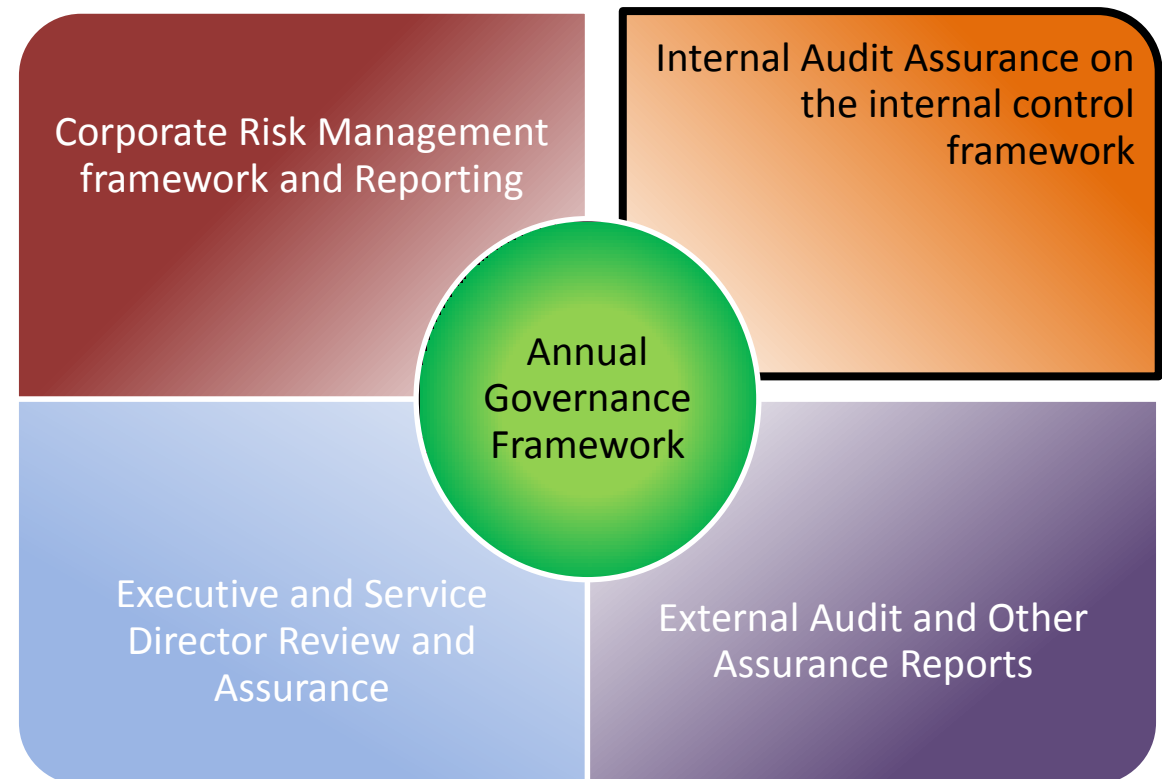 Corporate Risk Management
framework and Reporting
Internal Audit Assurance on
the internal control
framework
Annual
Governance
Framework
Executive and Service
Director Review and
Assurance
External Audit and Other
Assurance Reports